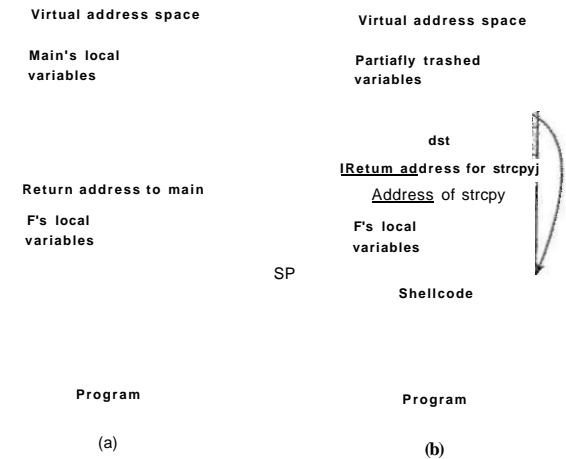 Virtual address space
Main's local
variables
Return address to main
F's local
variables
SP
Program
(a)
Virtual address space
Partiafly trashed
variables
dst
IRetum address for strcpyj
Address of strcpy
F's local
variables
Shellcode
Program
(b)